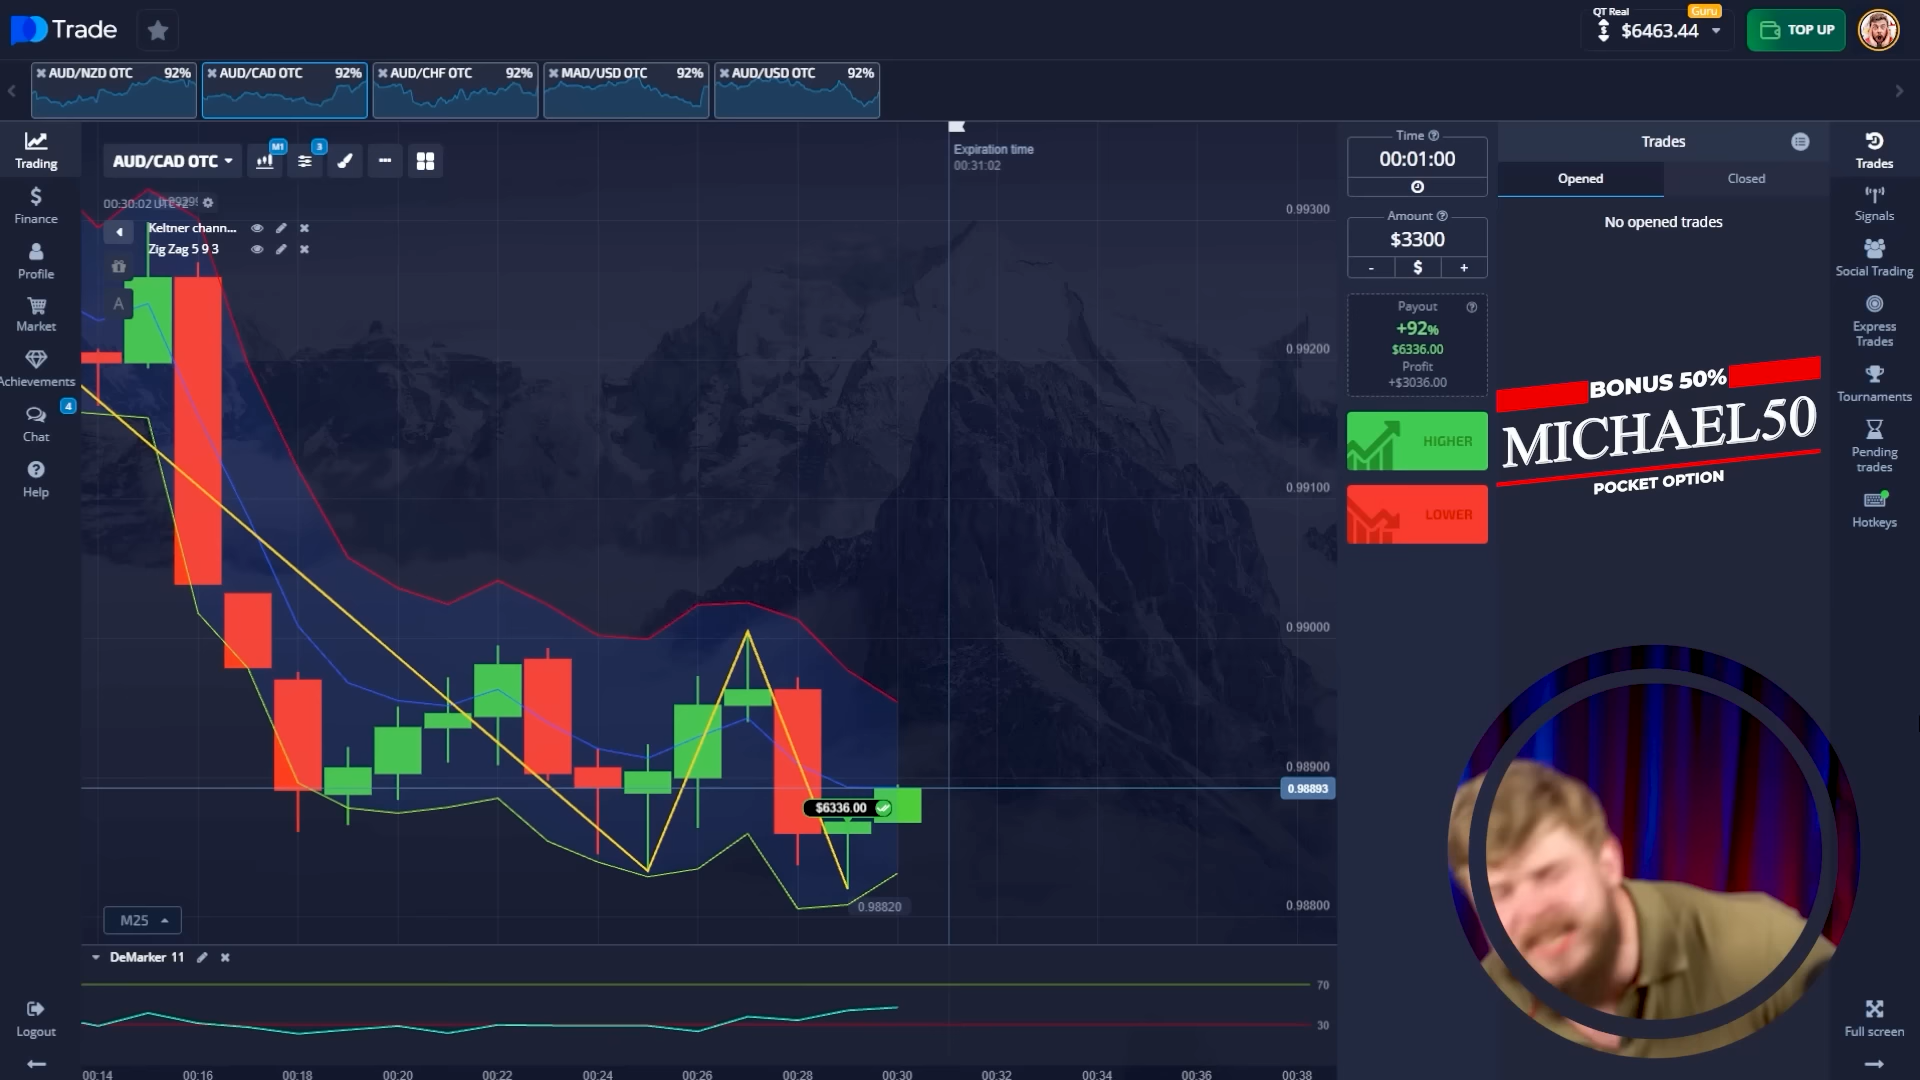 Trade
QT Real
Guru
$6463.44
TOP UP
AUD/NZD OTC 92%
AUD/CAD OTC 92%
AUD/CHF OTC 92%
MAD/USD OTC 92%
AUD/USD OTC 92%
Trading
Finance
Profile
Market
Achievements
4
Chat
Help
Logout
AUD/CAD OTC
M1
3
00:30:02 UTC+2
Keltner chann...
Zig Zag 5 9 3
A
Expiration time
00:31:02
0.99300
0.99200
0.99100
0.99000
0.98900
0.98893
0.98800
$6336.00
0.98820
M25
DeMarker 11
70
30
00:14 00:16 00:18 00:20 00:22 00:24 00:26 00:28 00:30 00:32 00:34 00:36 00:38
Time
00:01:00
Amount
$3300
- $ +
Payout
+92%
$6336.00
Profit
+$3036.00
HIGHER
LOWER
Trades
Opened
Closed
No opened trades
BONUS 50%
MICHAEL50
POCKET OPTION
Trades
Signals
Social Trading
Express
Trades
Tournaments
Pending
trades
Hotkeys
Full screen